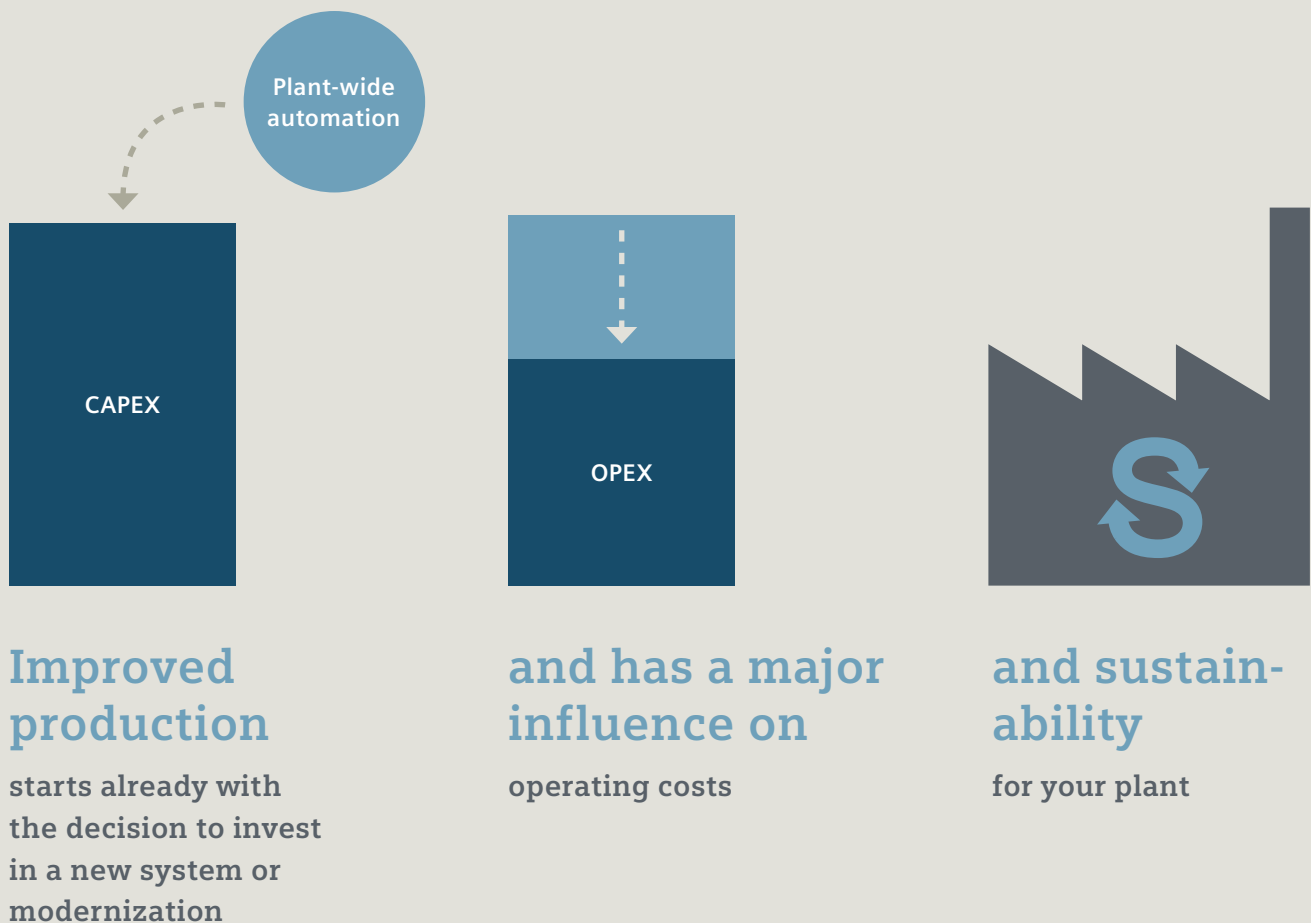 Plant-wide
automation
CAPEX
OPEX
S
Improved
production
starts already with
the decision to invest
in a new system or
modernization
and has a major
influence on
operating costs
and sustain-
ability
for your plant